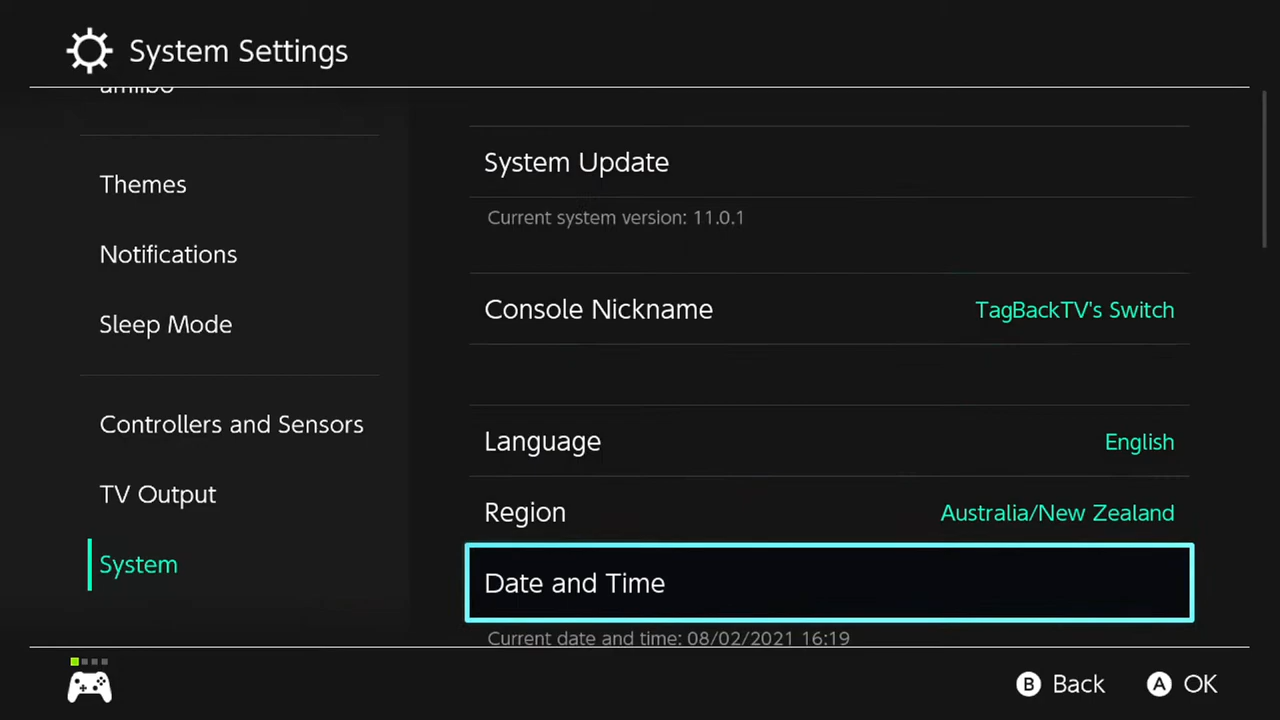 System Settings
amiibo
Themes
Notifications
Sleep Mode
Controllers and Sensors
TV Output
System
System Update
Current system version: 11.0.1
Console Nickname TagBackTV's Switch
Language English
Region Australia/New Zealand
Date and Time
Current date and time: 08/02/2021 16:19
B Back A OK